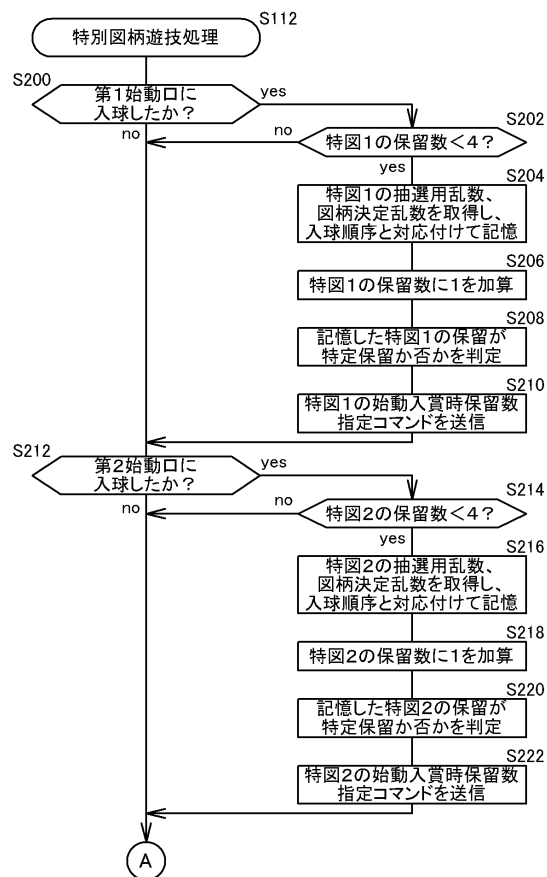 S112
特別図柄遊技処理
S200
第1始動口に
入球したか？
yes
no
S202
特図1の保留数＜4？
no
yes
S204
特図1の抽選用乱数、
図柄決定乱数を取得し、
入球順序と対応付けて記憶
S206
特図1の保留数に1を加算
S208
記憶した特図1の保留が
特定保留か否かを判定
S210
特図1の始動入賞時保留数
指定コマンドを送信
S212
第2始動口に
入球したか？
yes
no
S214
特図2の保留数＜4？
no
yes
S216
特図2の抽選用乱数、
図柄決定乱数を取得し、
入球順序と対応付けて記憶
S218
特図2の保留数に1を加算
S220
記憶した特図2の保留が
特定保留か否かを判定
S222
特図2の始動入賞時保留数
指定コマンドを送信
A